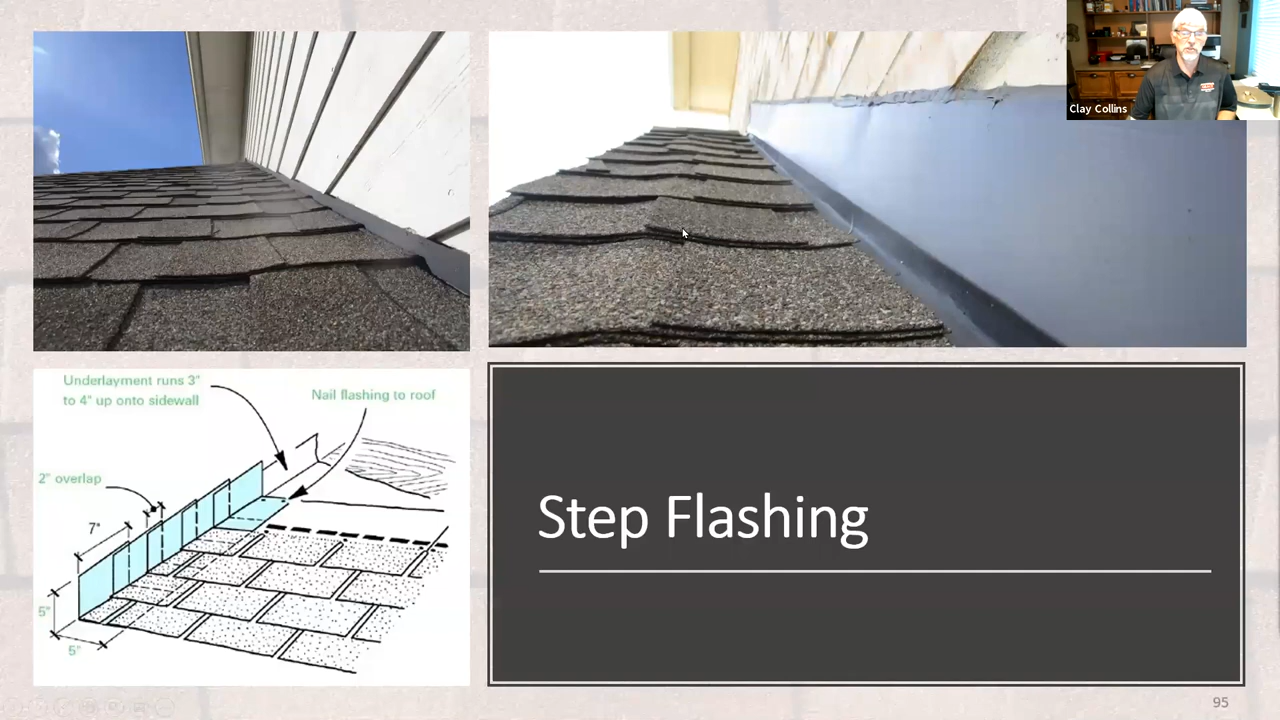 Clay Collins
Underlayment runs 3"
to 4" up onto sidewall
Nail flashing to roof
2" overlap
7"
5"
5"
Step Flashing
95